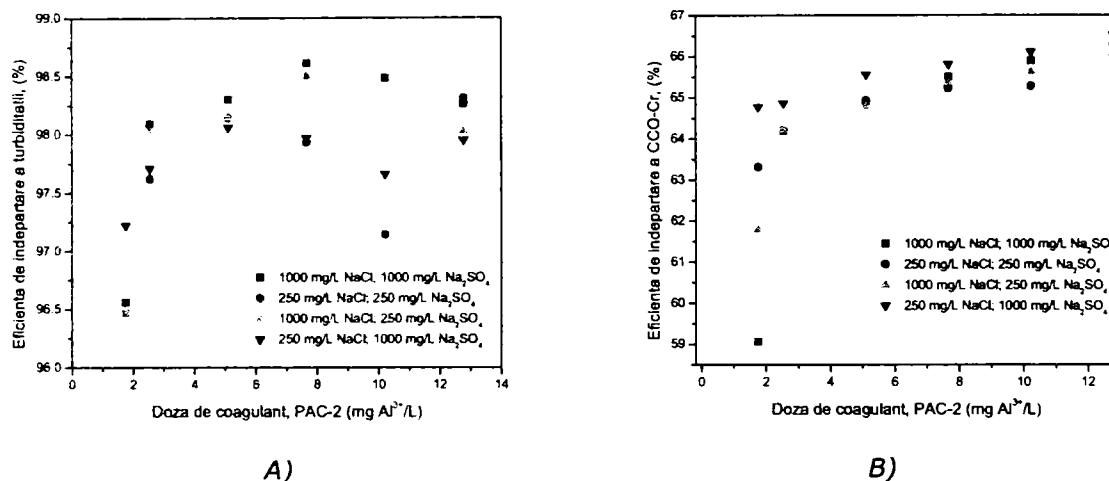 99.0
98.5
98.0
97.5
97.0
96.5
96.0
Eficienta de indepartare a turbiditatii, (%)
1000 mg/L NaCl; 1000 mg/L Na₂SO₄
250 mg/L NaCl; 250 mg/L Na₂SO₄
1000 mg/L NaCl; 250 mg/L Na₂SO₄
250 mg/L NaCl; 1000 mg/L Na₂SO₄
0 2 4 6 8 10 12 14
Doza de coagulant, PAC-2 (mg Al³⁺/L)
A)
67
66
65
64
63
62
61
60
59
Eficienta de indepartare a CCO-Cr, (%)
1000 mg/L NaCl; 1000 mg/L Na₂SO₄
250 mg/L NaCl; 250 mg/L Na₂SO₄
1000 mg/L NaCl; 250 mg/L Na₂SO₄
250 mg/L NaCl; 1000 mg/L Na₂SO₄
0 2 4 6 8 10
Doza de coagulant, PAC-2 (mg Al³⁺/L)
B)